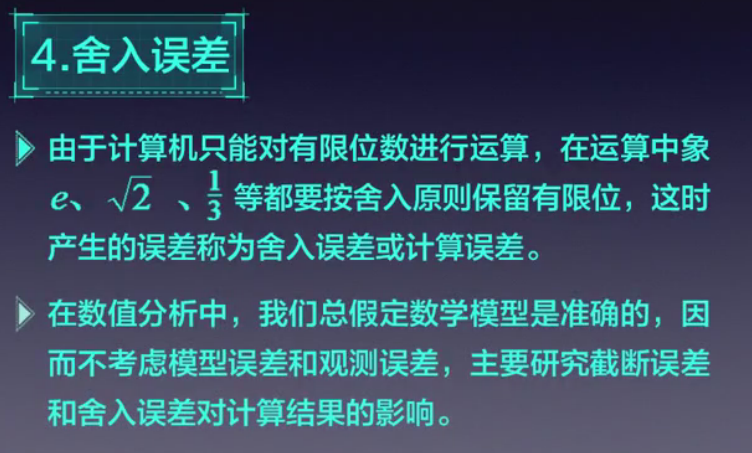 4.舍入误差
由于计算机只能对有限位数进行运算，在运算中象
e、√2 、1/3 等都要按舍入原则保留有限位，这时
产生的误差称为舍入误差或计算误差。
在数值分析中，我们总假定数学模型是准确的，因
而不考虑模型误差和观测误差，主要研究截断误差
和舍入误差对计算结果的影响。